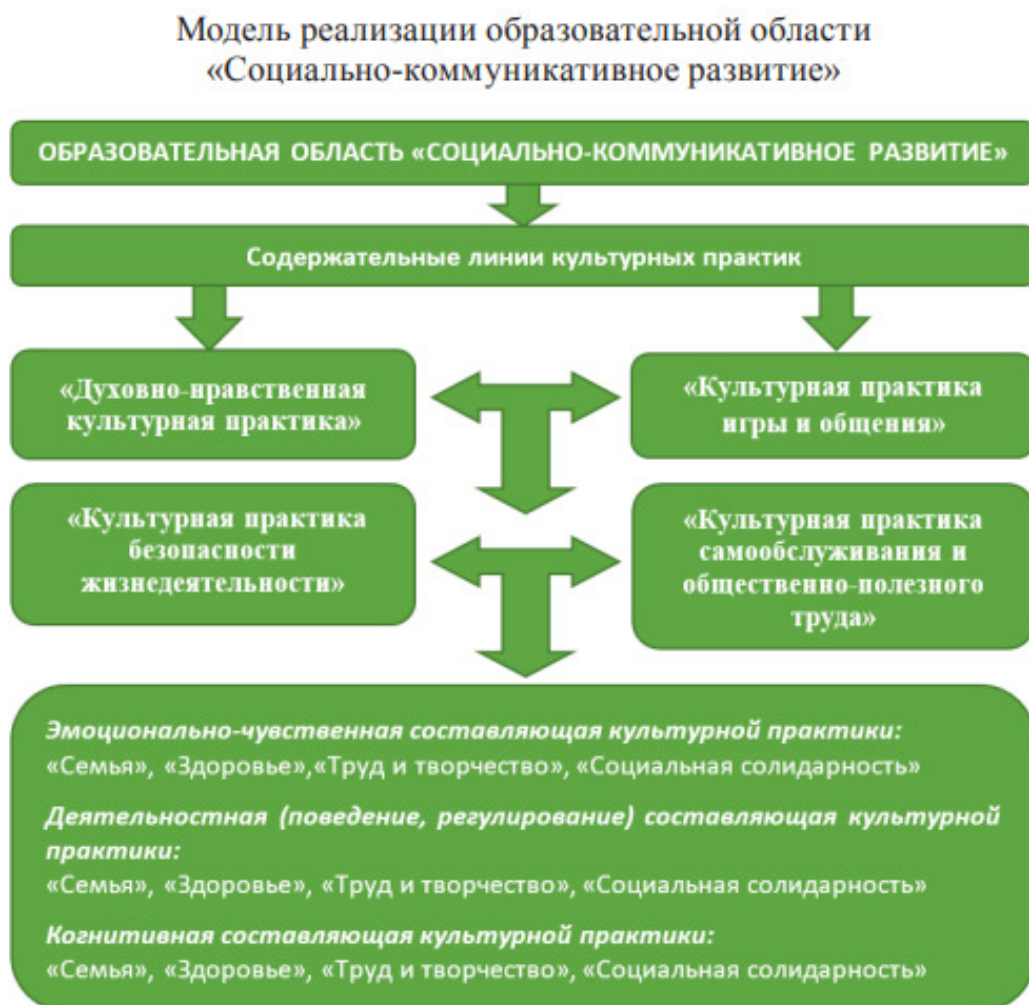 Модель реализации образовательной области
«Социально-коммуникативное развитие»
ОБРАЗОВАТЕЛЬНАЯ ОБЛАСТЬ «СОЦИАЛЬНО-КОММУНИКАТИВНОЕ РАЗВИТИЕ»
Содержательные линии культурных практик
«Духовно-нравственная
культурная практика»
«Культурная практика
игры и общения»
«Культурная практика
безопасности
жизнедеятельности»
«Культурная практика
самообслуживания и
общественно-полезного
труда»
Эмоционально-чувственная составляющая культурной практики:
«Семья», «Здоровье»,«Труд и творчество», «Социальная солидарность»
Деятельностная (поведение, регулирование) составляющая культурной
практики:
«Семья», «Здоровье», «Труд и творчество», «Социальная солидарность»
Когнитивная составляющая культурной практики:
«Семья», «Здоровье», «Труд и творчество», «Социальная солидарность»